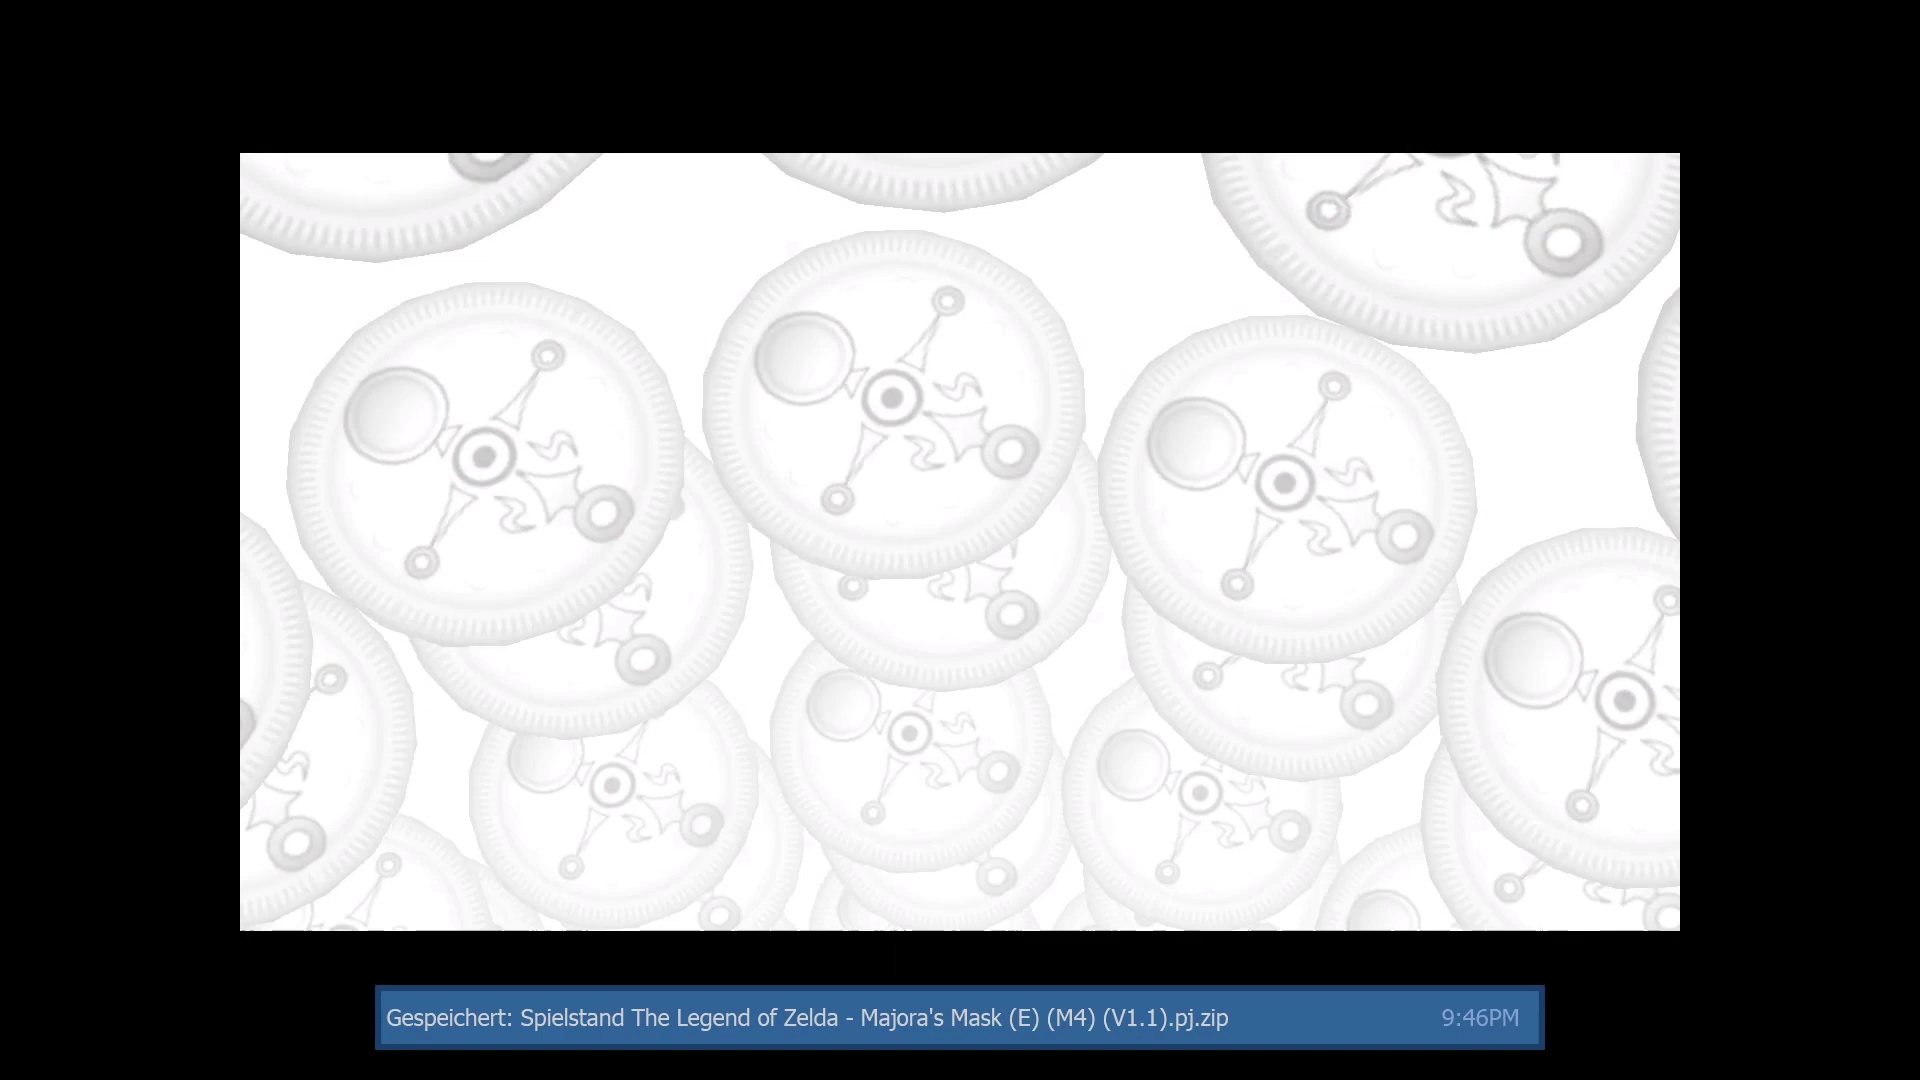 Gespeichert: Spielstand The Legend of Zelda - Majora's Mask (E) (M4) (V1.1).pj.zip 9:46PM